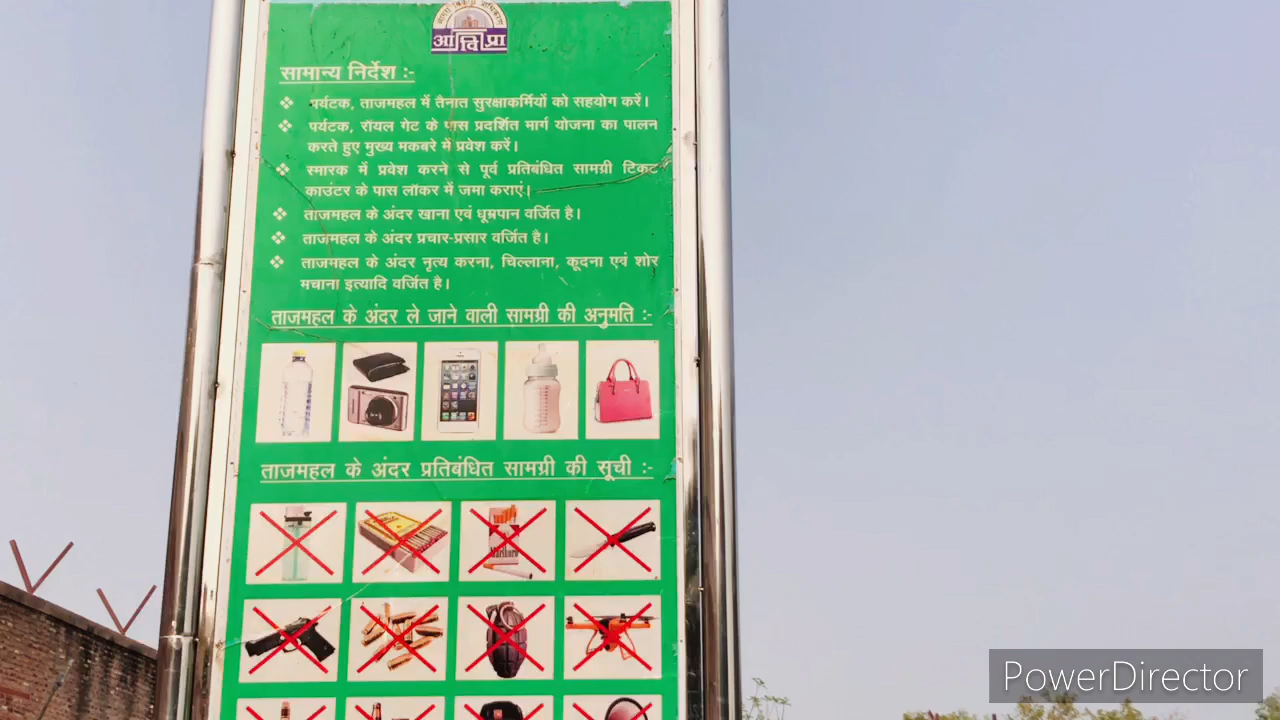 आ वि प्रा
सामान्य निर्देश :-
पर्यटक, ताजमहल में तैनात सुरक्षाकर्मियों को सहयोग करें।
पर्यटक, रॉयल गेट के पास प्रदर्शित मार्ग योजना का पालन
करते हुए मुख्य मकबरे में प्रवेश करें।
स्मारक में प्रवेश करने से पूर्व प्रतिबंधित सामग्री टिकट
काउंटर के पास लॉकर में जमा कराएं।
ताजमहल के अंदर खाना एवं धूम्रपान वर्जित है।
ताजमहल के अंदर प्रचार-प्रसार वर्जित है।
ताजमहल के अंदर नृत्य करना, चिल्लाना, कूदना एवं शोर
मचाना इत्यादि वर्जित है।
ताजमहल के अंदर ले जाने वाली सामग्री की अनुमति :-
ताजमहल के अंदर प्रतिबंधित सामग्री की सूची :-
Marlboro
PowerDirector